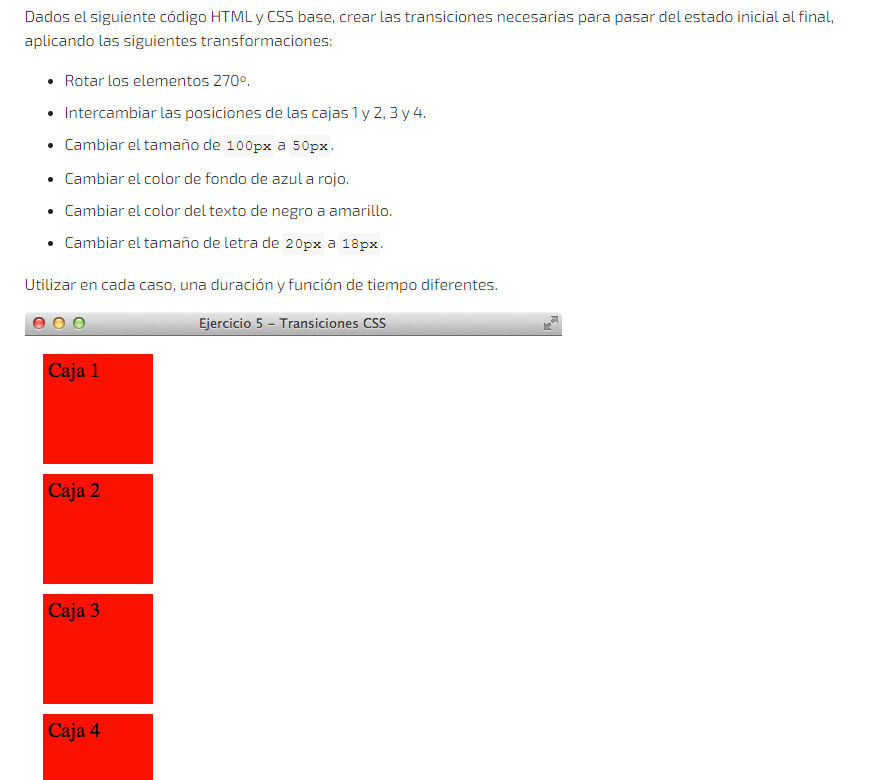 Dados el siguiente código HTML y CSS base, crear las transiciones necesarias para pasar del estado inicial al final,
aplicando las siguientes transformaciones:
• Rotar los elementos 270º.
• Intercambiar las posiciones de las cajas 1 y 2, 3 y 4.
• Cambiar el tamaño de 100px a 50px.
• Cambiar el color de fondo de azul a rojo.
• Cambiar el color del texto de negro a amarillo.
• Cambiar el tamaño de letra de 20px a 18px.
Utilizar en cada caso, una duración y función de tiempo diferentes.
Ejercicio 5 – Transiciones CSS
Caja 1
Caja 2
Caja 3
Caja 4